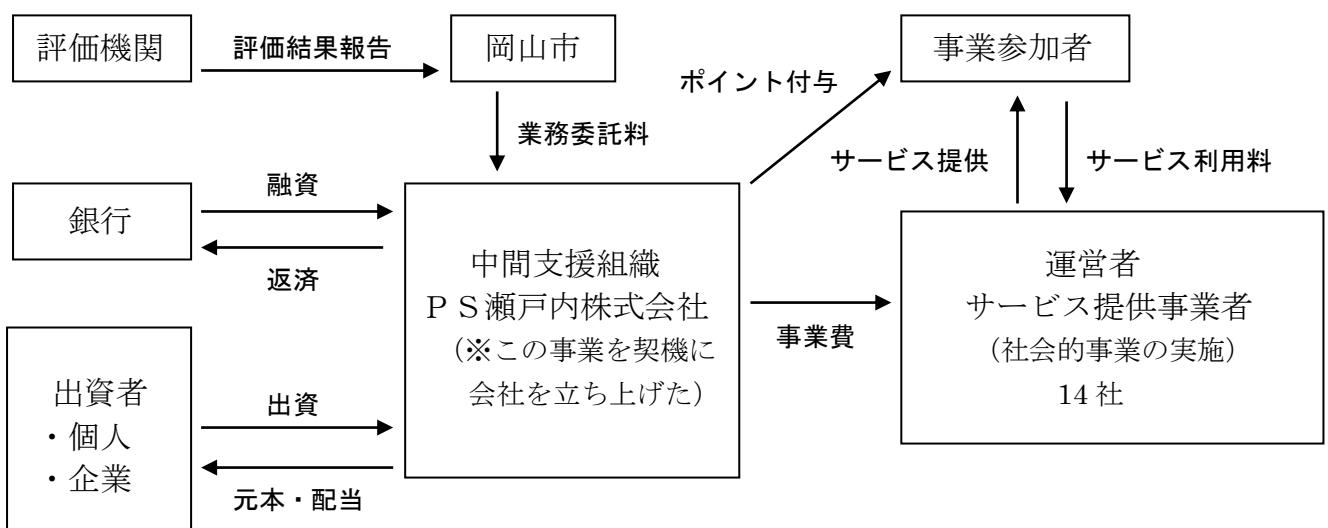 評価機関
評価結果報告
岡山市
事業参加者
ポイント付与
業務委託料
サービス提供
サービス利用料
銀行
融資
返済
中間支援組織
ＰＳ瀬戸内株式会社
（※この事業を契機に
会社を立ち上げた）
事業費
運営者
サービス提供事業者
（社会的事業の実施）
14 社
出資者
・個人
・企業
出資
元本・配当